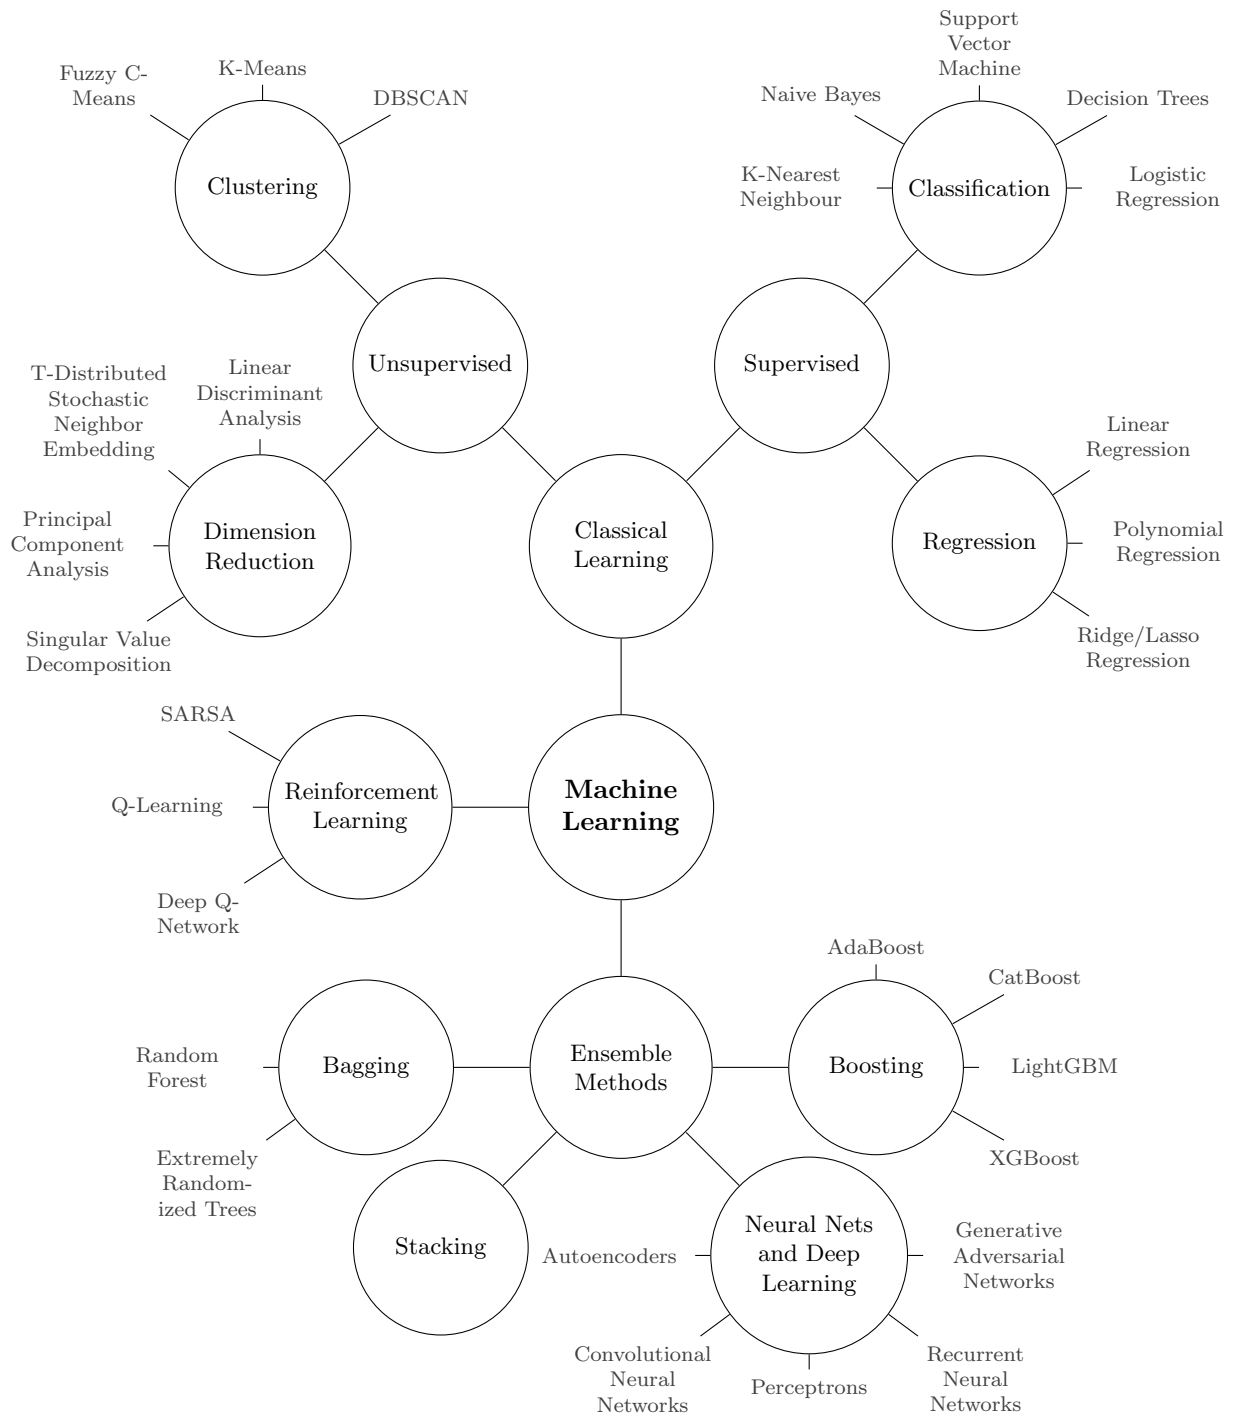 Support
Vector
Machine
Fuzzy C-
Means
K-Means
DBSCAN
Naive Bayes
Decision Trees
K-Nearest
Neighbour
Logistic
Regression
Clustering
Classification
Unsupervised
Supervised
T-Distributed
Stochastic
Neighbor
Embedding
Linear
Discriminant
Analysis
Linear
Regression
Principal
Component
Analysis
Dimension
Reduction
Classical
Learning
Regression
Polynomial
Regression
Singular Value
Decomposition
Ridge/Lasso
Regression
SARSA
Q-Learning
Reinforcement
Learning
Machine
Learning
Deep Q-
Network
AdaBoost
CatBoost
Random
Forest
Bagging
Ensemble
Methods
Boosting
LightGBM
Extremely
Random-
ized Trees
XGBoost
Stacking
Autoencoders
Neural Nets
and Deep
Learning
Generative
Adversarial
Networks
Convolutional
Neural
Networks
Perceptrons
Recurrent
Neural
Networks